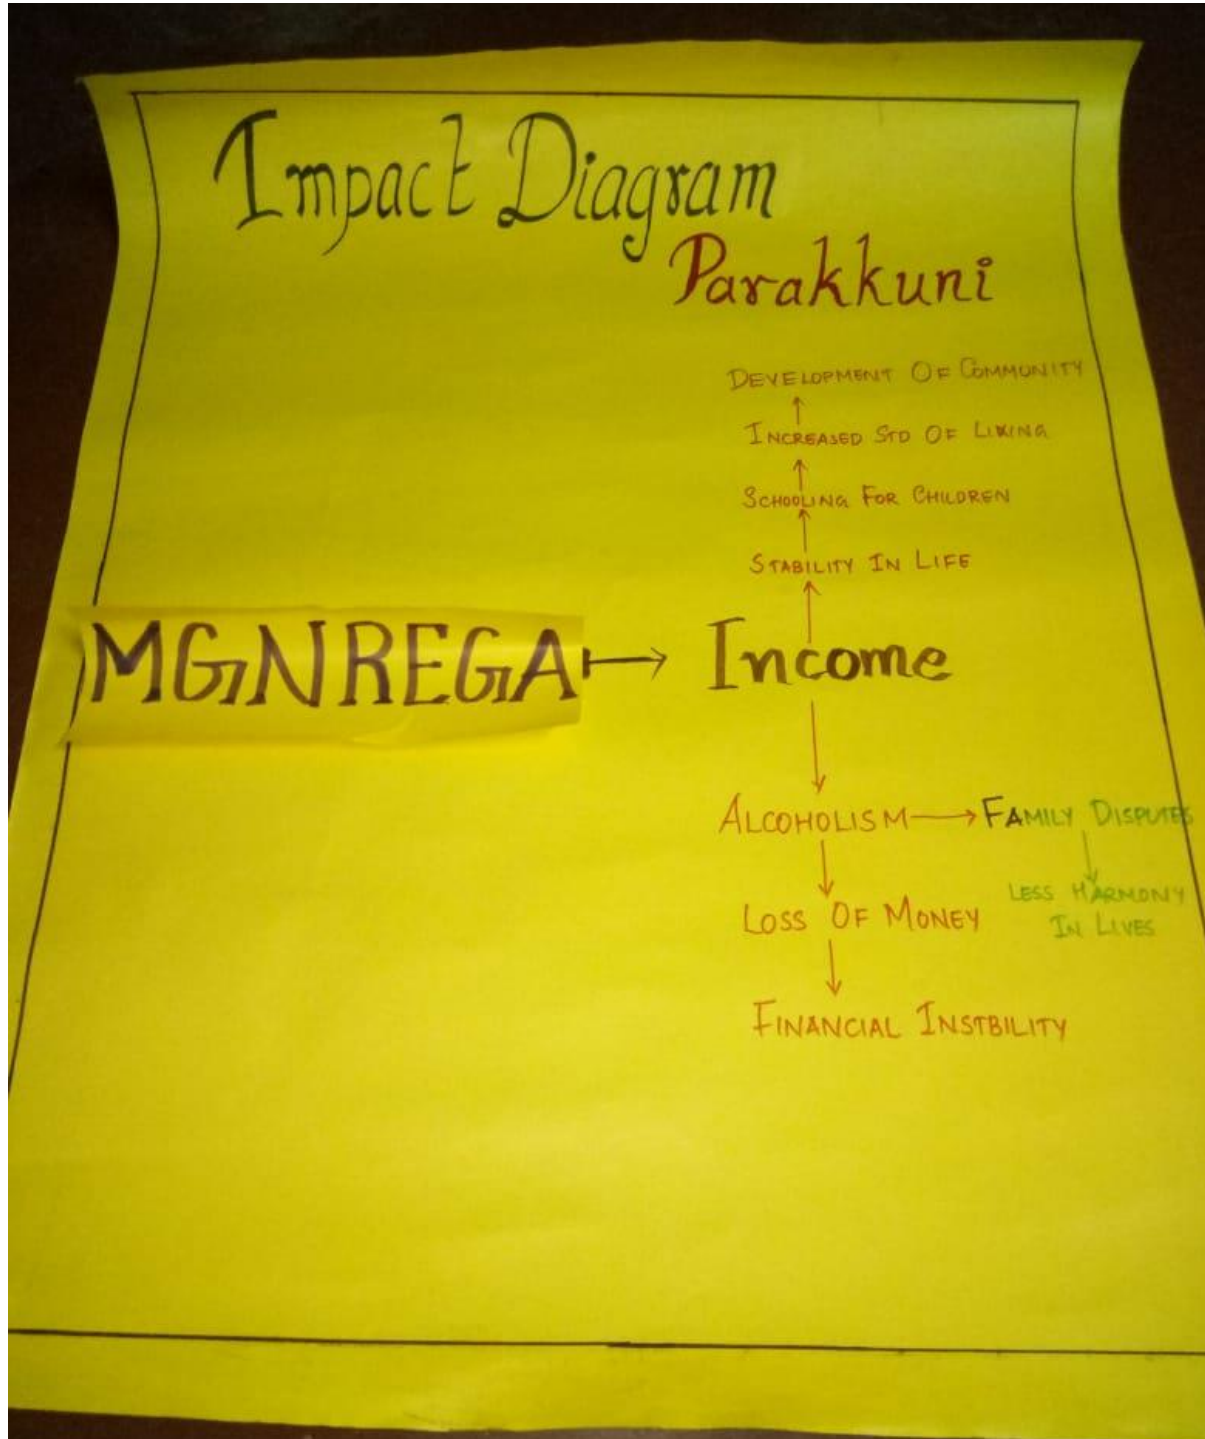 Impact Diagram
Parakkuni
DEVELOPMENT OF COMMUNITY
INCREASED STD OF LIVING
SCHOOLING FOR CHILDREN
STABILITY IN LIFE
MGNREGA Income
ALCOHOLISM FAMILY DISPUTES
LOSS OF MONEY LESS HARMONY
IN LIVES
FINANCIAL INSTBILITY